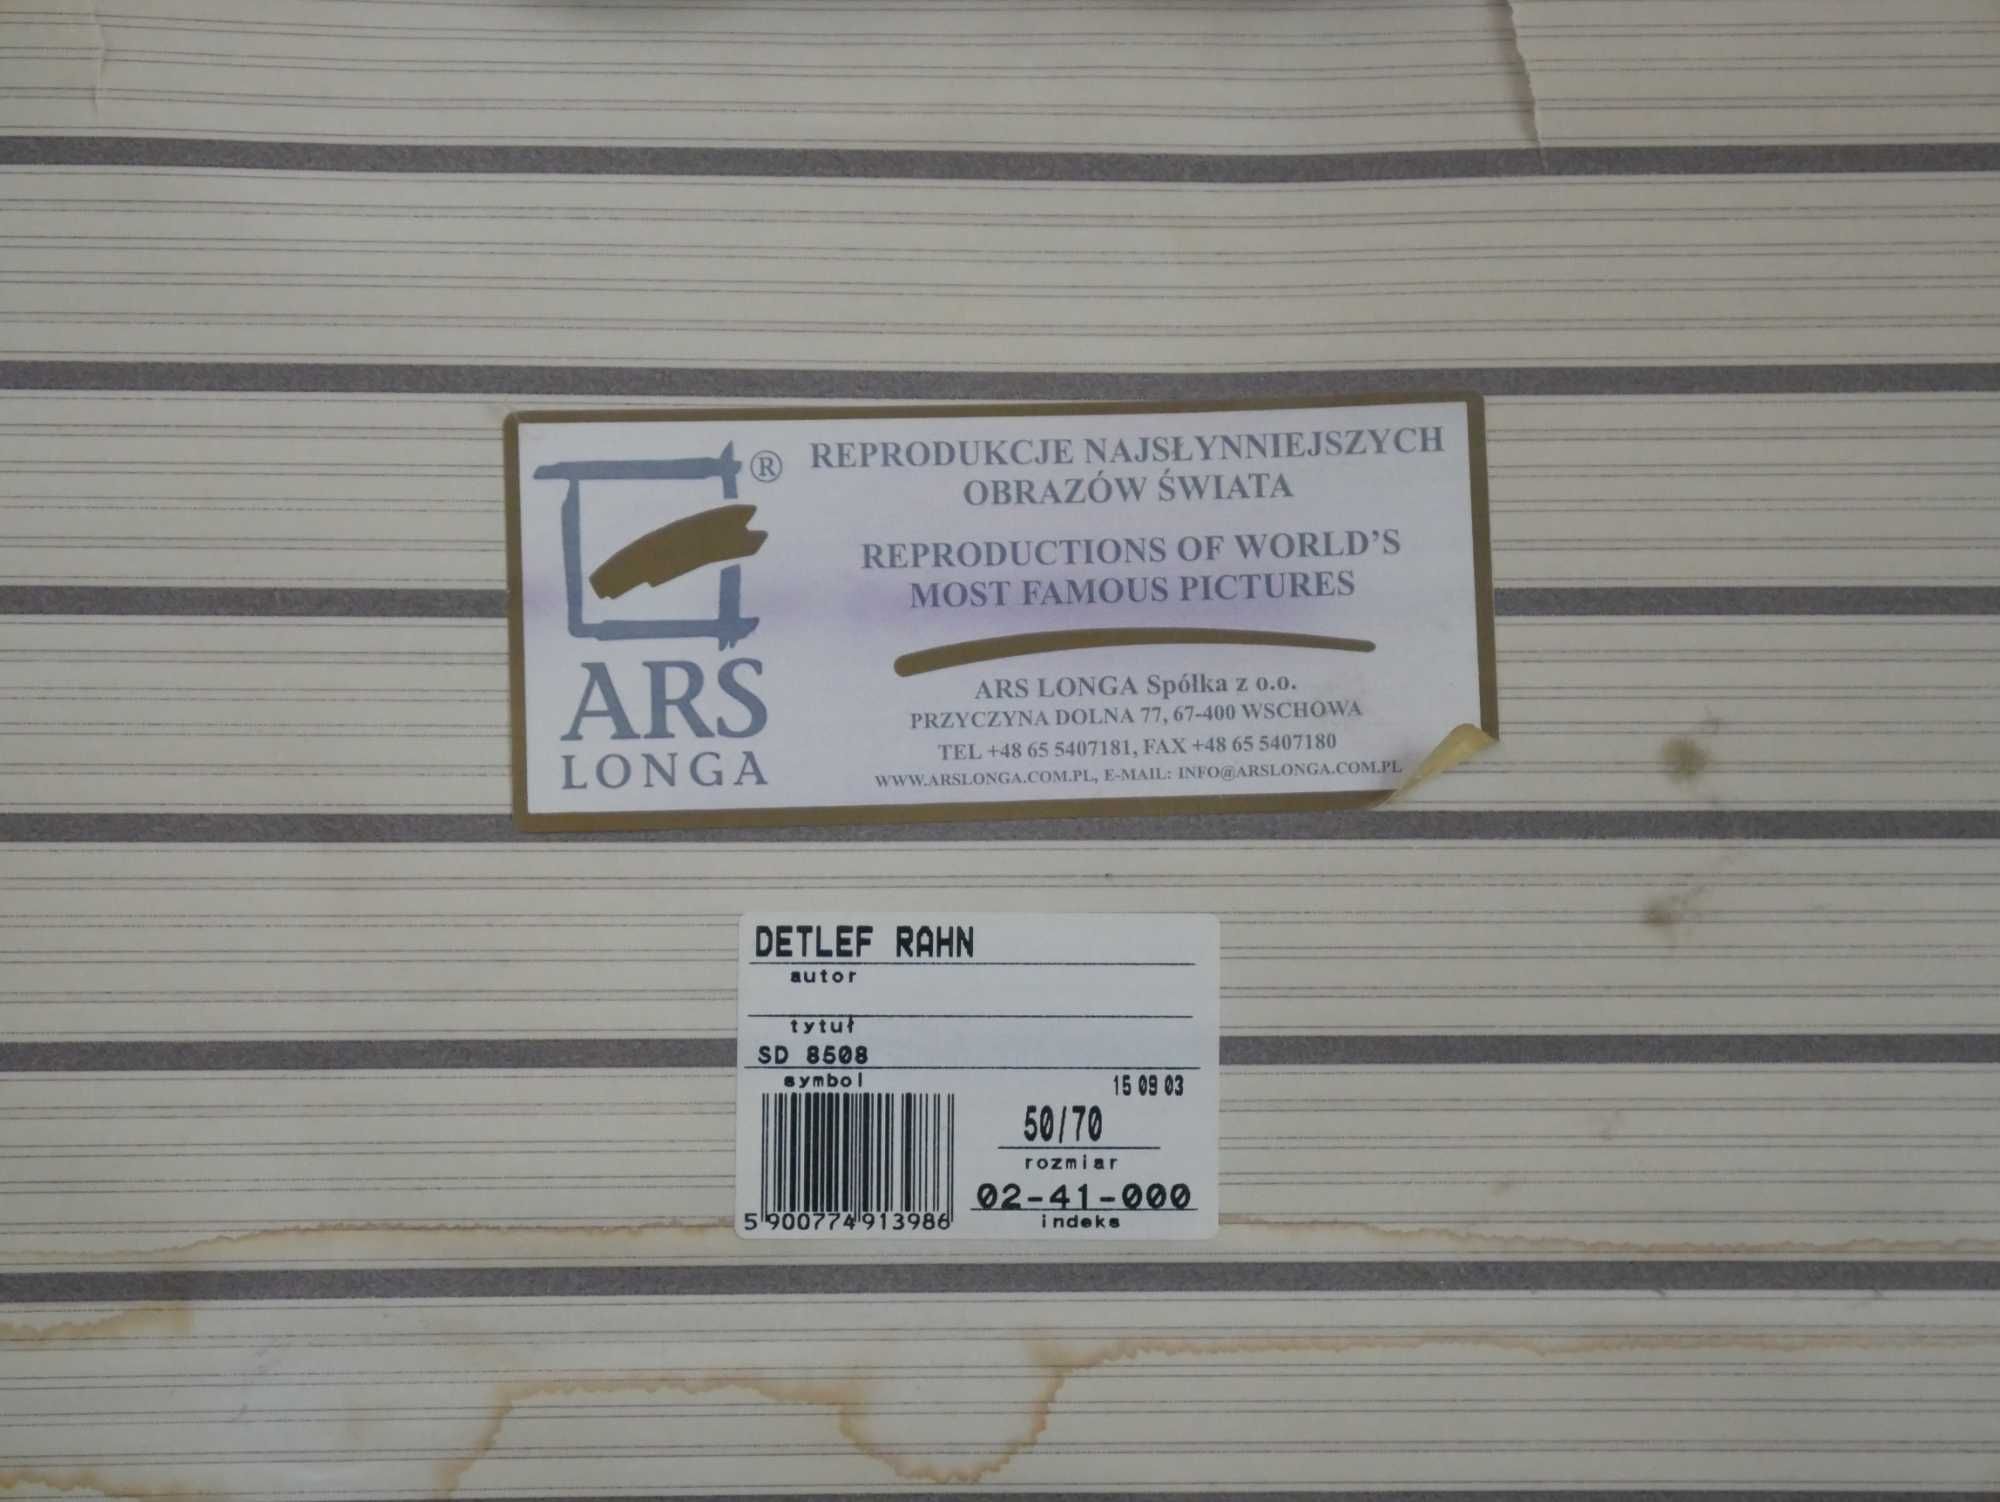 ®
ARS
LONGA
REPRODUKCJE NAJSŁYNNIEJSZYCH
OBRAZÓW ŚWIATA
REPRODUCTIONS OF WORLD'S
MOST FAMOUS PICTURES
ARS LONGA Spółka z o.o.
PRZYCZYNA DOLNA 77, 67-400 WSCHOWA
TEL +48 65 5407181, FAX +48 65 5407180
WWW.ARSLONGA.COM.PL, E-MAIL: INFO@ARSLONGA.COM.PL
DETLEF RAHN
autor
tytuł
SD 8508
symbol
15 09 03
50/70
rozmiar
02-41-000
indeks
5 900774 913986